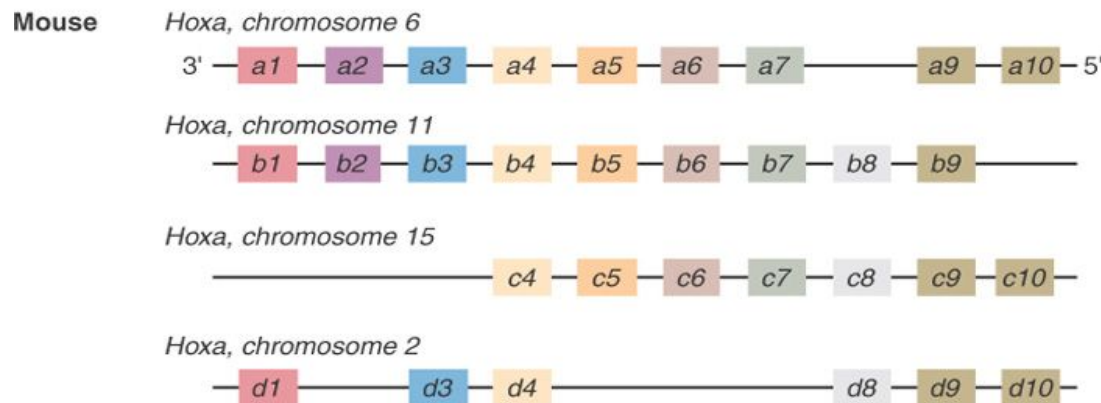 Mouse
Hoxa, chromosome 6
3' a1 a2 a3 a4 a5 a6 a7 a9 a10 5'
Hoxa, chromosome 11
b1 b2 b3 b4 b5 b6 b7 b8 b9
Hoxa, chromosome 15
c4 c5 c6 c7 c8 c9 c10
Hoxa, chromosome 2
d1 d3 d4 d8 d9 d10